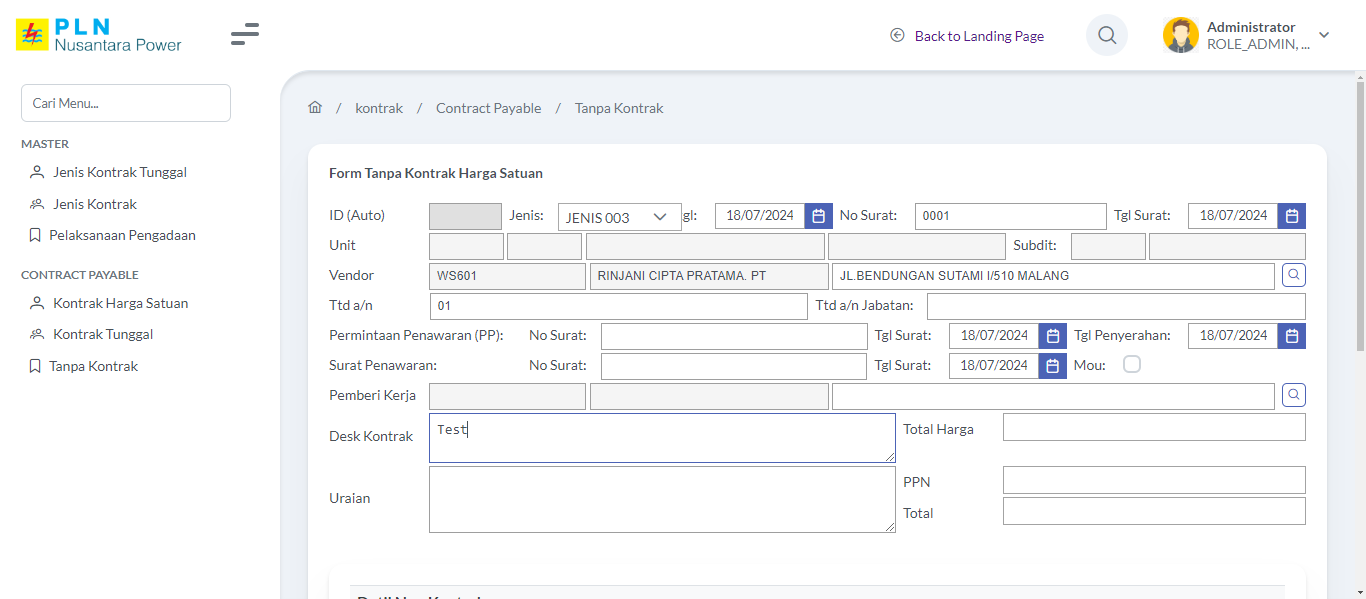 PLN
Nusantara Power
Back to Landing Page
Administrator
ROLE_ADMIN, ...
Cari Menu...
MASTER
Jenis Kontrak Tunggal
Jenis Kontrak
Pelaksanaan Pengadaan
CONTRACT PAYABLE
Kontrak Harga Satuan
Kontrak Tunggal
Tanpa Kontrak
/ kontrak / Contract Payable / Tanpa Kontrak
Form Tanpa Kontrak Harga Satuan
ID (Auto) Jenis: JENIS 003 gl: 18/07/2024 No Surat: 0001 Tgl Surat: 18/07/2024
Unit Subdit:
Vendor WS601 RINJANI CIPTA PRATAMA. PT JL.BENDUNGAN SUTAMI I/510 MALANG
Ttd a/n 01 Ttd a/n Jabatan:
Permintaan Penawaran (PP): No Surat: Tgl Surat: 18/07/2024 Tgl Penyerahan: 18/07/2024
Surat Penawaran: No Surat: Tgl Surat: 18/07/2024 Mou:
Pemberi Kerja
Desk Kontrak Test Total Harga
Uraian PPN
Total